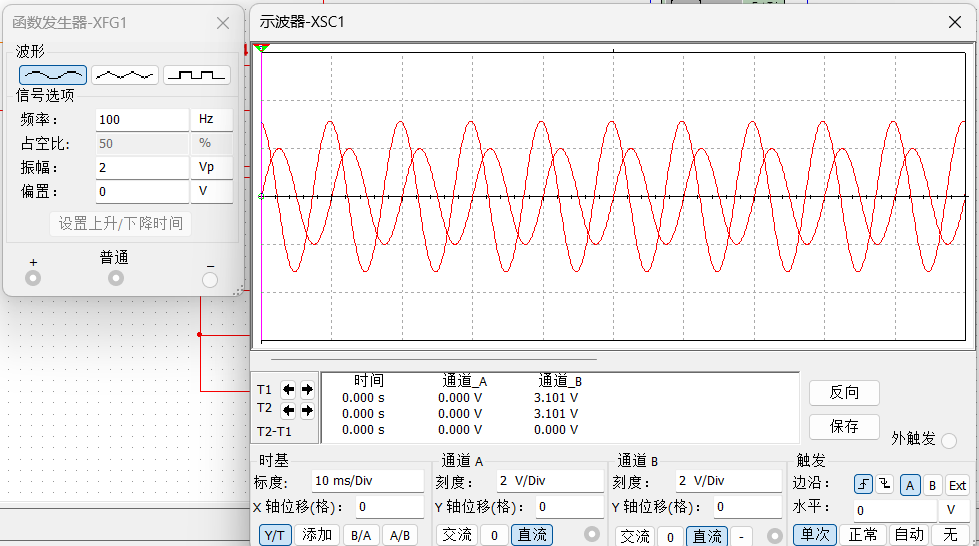 函数发生器-XFG1
波形
信号选项
频率： 100 Hz
占空比: 50 %
振幅： 2 Vp
偏置： 0 V
设置上升/下降时间
+ 普通 −
示波器-XSC1
时间 通道_A 通道_B
T1 0.000 s 0.000 V 3.101 V
T2 0.000 s 0.000 V 3.101 V
T2-T1 0.000 s 0.000 V 0.000 V
反向
保存
外触发
时基
标度： 10 ms/Div
X 轴位移(格)： 0
Y/T 添加 B/A A/B
通道 A
刻度： 2 V/Div
Y 轴位移(格)： 0
交流 0 直流
通道 B
刻度： 2 V/Div
Y 轴位移(格)： 0
交流 0 直流 -
触发
边沿： A B Ext
水平： 0 V
单次 正常 自动 无